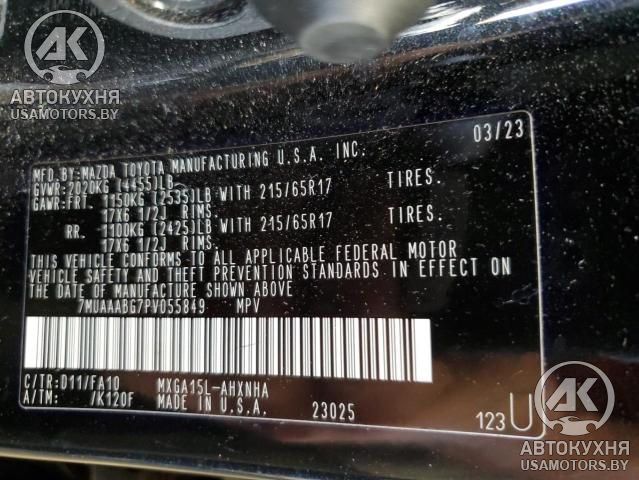 АК
АВТОКУХНЯ
USAMOTORS.BY
03/23
MFD.BY:MAZDA TOYOTA MANUFACTURING U.S.A. INC.
GVWR:2020KG (4455)LB
GAWR:FRT. 1150KG (2535)LB WITH 215/65R17 TIRES.
17X6 1/2J RIMS.
RR. 1100KG (2425)LB WITH 215/65R17 TIRES.
17X6 1/2J RIMS.
THIS VEHICLE CONFORMS TO ALL APPLICABLE FEDERAL MOTOR
VEHICLE SAFETY AND THEFT PREVENTION STANDARDS IN EFFECT ON
THE DATE OF MANUFACTURE SHOWN ABOVE
7MUAAABG7PV055849 MPV
C/TR:D11/FA10 MXGA15L-AHXNHA
A/TM: /K120F MADE IN U.S.A. 23025
123 U
АК
АВТОКУХНЯ
USAMOTORS.BY